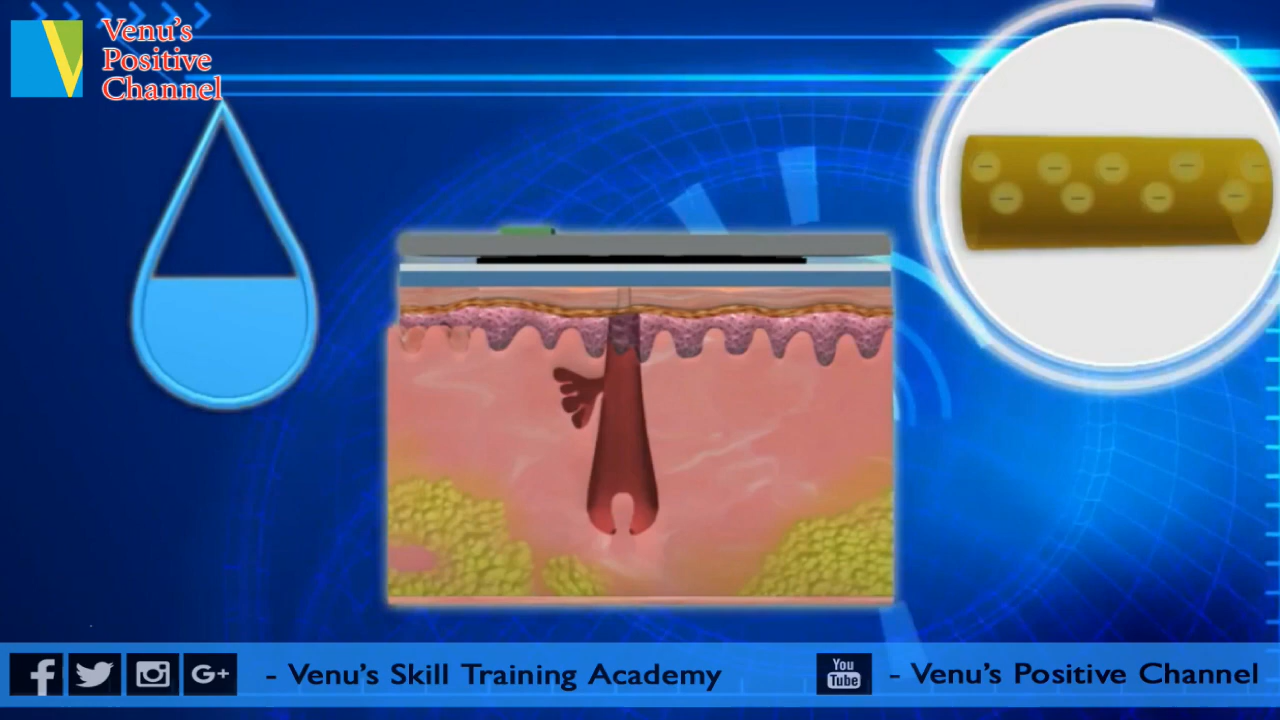 Venu's
Positive
Channel
G+
- Venu's Skill Training Academy
You
Tube
- Venu's Positive Channel